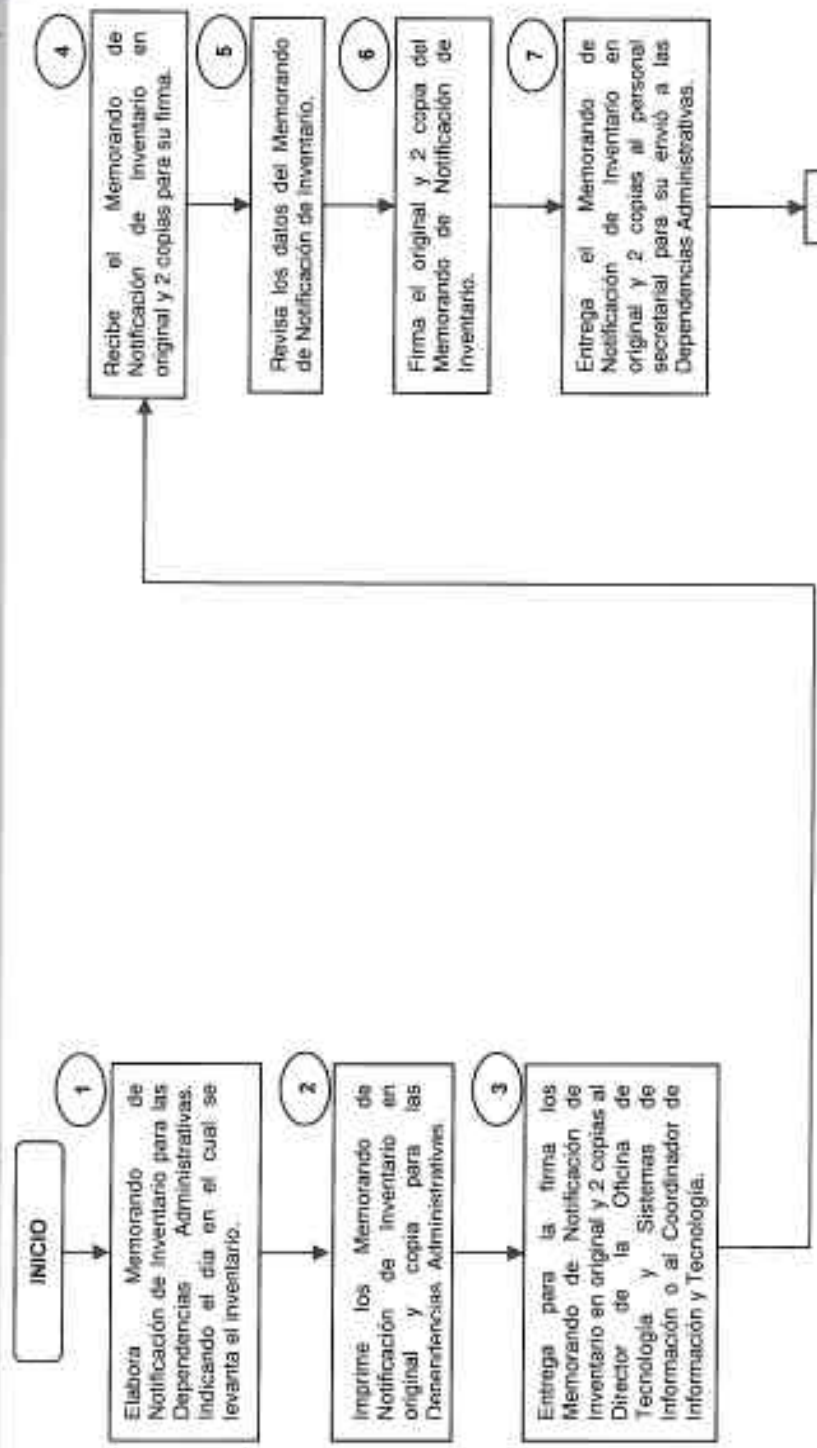 INICIO
1
Elabora Memorando de
Notificación de Inventario para las
Dependencias Administrativas.
Indicando el día en el cual se
levanta el inventario.
2
Imprime los Memorando de
Notificación de Inventario en
original y copia para las
Dependencias Administrativas
3
Entrega para la firma los
Memorando de Notificación de
Inventario en original y 2 copias al
Director de la Oficina de
Tecnología y Sistemas de
Información o al Coordinador de
Información y Tecnología.
4
Recibe el Memorando de
Notificación de Inventario en
original y 2 copias para su firma.
5
Revisa los datos del Memorando
de Notificación de Inventario.
6
Firma el original y 2 copia del
Memorando de Notificación de
Inventario.
7
Entrega el Memorando de
Notificación de Inventario en
original y 2 copias al personal
secretarial para su envió a las
Dependencias Administrativas.